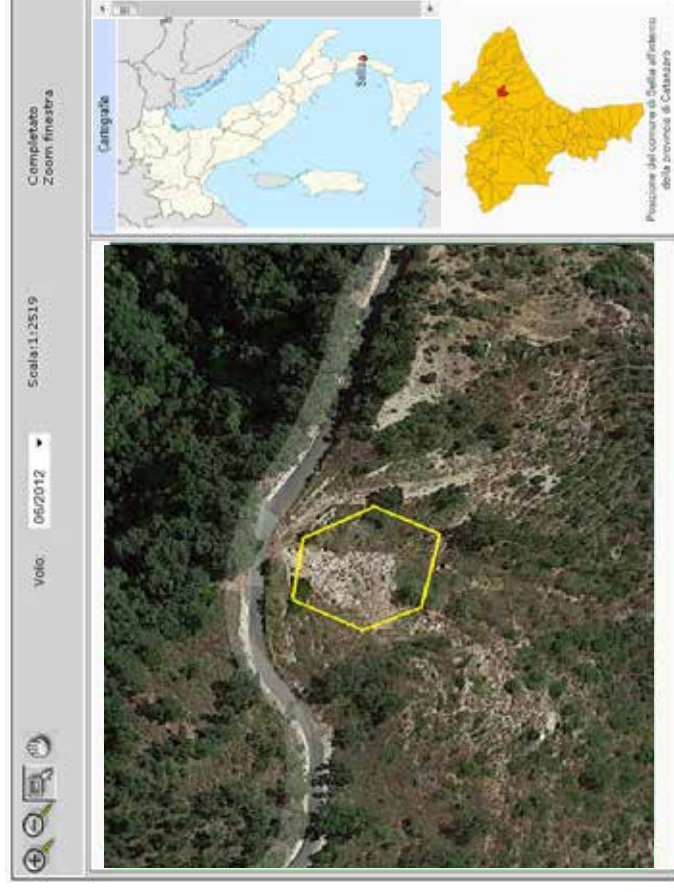 Volo: 06/2012 Scala:1:2519
Completato
Zoom finestra
Cartografia
Sellia
Posizione del comune di Sellia all'interno
della provincia di Catanzaro